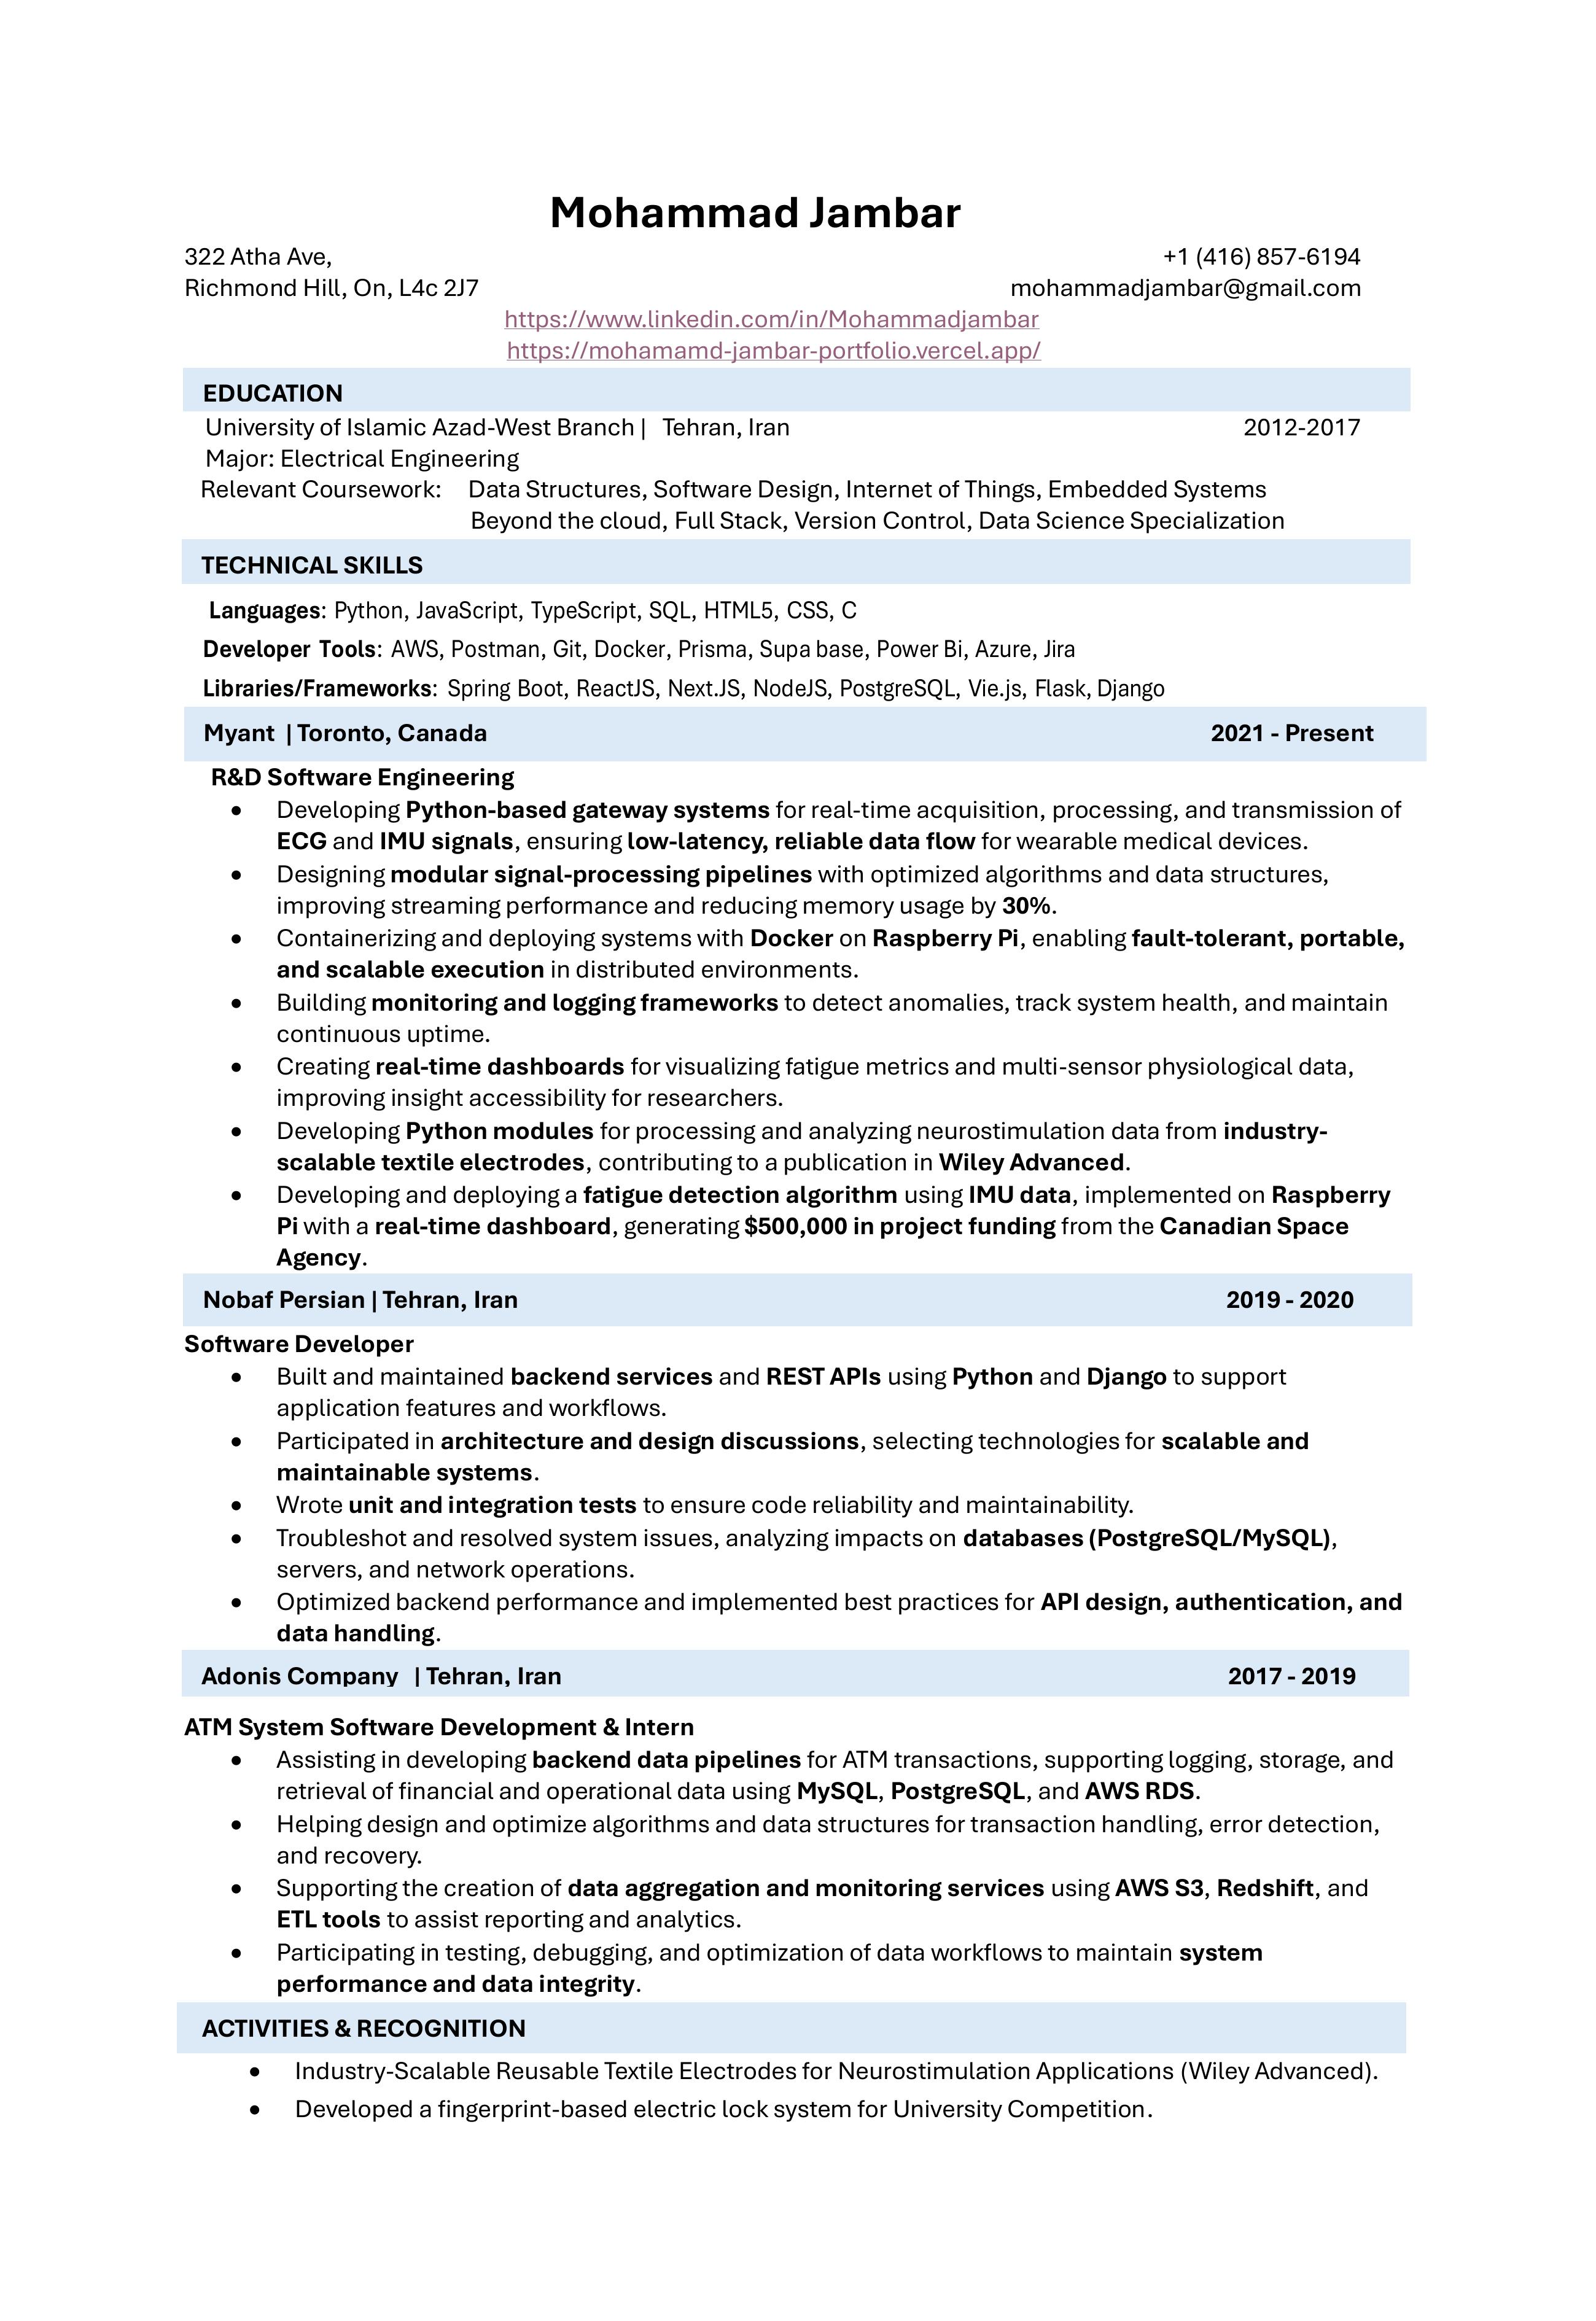 Mohammad Jambar
322 Atha Ave, +1 (416) 857-6194
Richmond Hill, On, L4c 2J7 mohammadjambar@gmail.com
https://www.linkedin.com/in/Mohammadjambar
https://mohamamd-jambar-portfolio.vercel.app/
EDUCATION
University of Islamic Azad-West Branch | Tehran, Iran 2012-2017
Major: Electrical Engineering
Relevant Coursework: Data Structures, Software Design, Internet of Things, Embedded Systems
Beyond the cloud, Full Stack, Version Control, Data Science Specialization
TECHNICAL SKILLS
Languages: Python, JavaScript, TypeScript, SQL, HTML5, CSS, C
Developer Tools: AWS, Postman, Git, Docker, Prisma, Supa base, Power Bi, Azure, Jira
Libraries/Frameworks: Spring Boot, ReactJS, Next.JS, NodeJS, PostgreSQL, Vie.js, Flask, Django
Myant | Toronto, Canada 2021 - Present
R&D Software Engineering
• Developing Python-based gateway systems for real-time acquisition, processing, and transmission of
ECG and IMU signals, ensuring low-latency, reliable data flow for wearable medical devices.
• Designing modular signal-processing pipelines with optimized algorithms and data structures,
improving streaming performance and reducing memory usage by 30%.
• Containerizing and deploying systems with Docker on Raspberry Pi, enabling fault-tolerant, portable,
and scalable execution in distributed environments.
• Building monitoring and logging frameworks to detect anomalies, track system health, and maintain
continuous uptime.
• Creating real-time dashboards for visualizing fatigue metrics and multi-sensor physiological data,
improving insight accessibility for researchers.
• Developing Python modules for processing and analyzing neurostimulation data from industry-
scalable textile electrodes, contributing to a publication in Wiley Advanced.
• Developing and deploying a fatigue detection algorithm using IMU data, implemented on Raspberry
Pi with a real-time dashboard, generating $500,000 in project funding from the Canadian Space
Agency.
Nobaf Persian | Tehran, Iran 2019 - 2020
Software Developer
• Built and maintained backend services and REST APIs using Python and Django to support
application features and workflows.
• Participated in architecture and design discussions, selecting technologies for scalable and
maintainable systems.
• Wrote unit and integration tests to ensure code reliability and maintainability.
• Troubleshot and resolved system issues, analyzing impacts on databases (PostgreSQL/MySQL),
servers, and network operations.
• Optimized backend performance and implemented best practices for API design, authentication, and
data handling.
Adonis Company | Tehran, Iran 2017 - 2019
ATM System Software Development & Intern
• Assisting in developing backend data pipelines for ATM transactions, supporting logging, storage, and
retrieval of financial and operational data using MySQL, PostgreSQL, and AWS RDS.
• Helping design and optimize algorithms and data structures for transaction handling, error detection,
and recovery.
• Supporting the creation of data aggregation and monitoring services using AWS S3, Redshift, and
ETL tools to assist reporting and analytics.
• Participating in testing, debugging, and optimization of data workflows to maintain system
performance and data integrity.
ACTIVITIES & RECOGNITION
• Industry-Scalable Reusable Textile Electrodes for Neurostimulation Applications (Wiley Advanced).
• Developed a fingerprint-based electric lock system for University Competition.